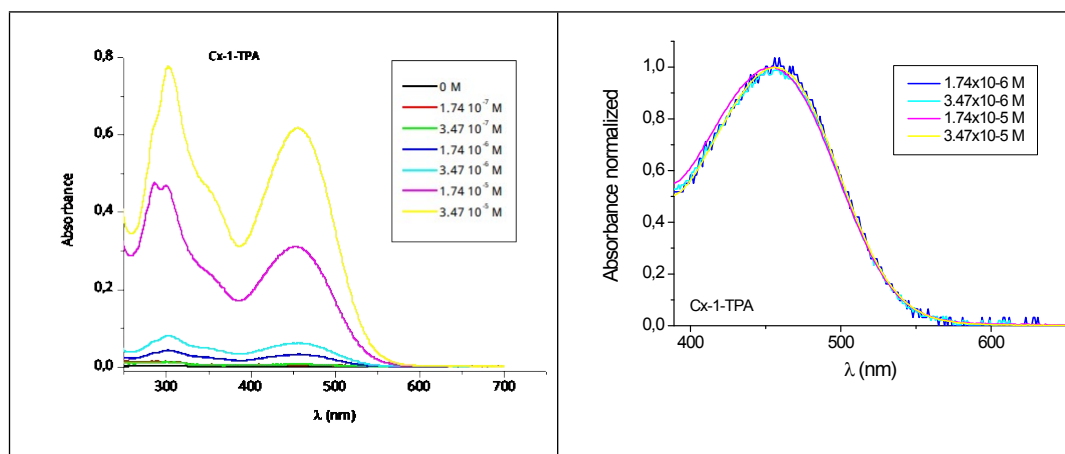 Cx-1-TPA
0,8
0,6
0,4
0,2
0,0
Absorbance
300 400 500 600 700
λ (nm)
0 M
1.74 10⁻⁷ M
3.47 10⁻⁷ M
1.74 10⁻⁶ M
3.47 10⁻⁶ M
1.74 10⁻⁵ M
3.47 10⁻⁵ M
1,0
0,8
0,6
0,4
0,2
0,0
Absorbance normalized
400 500 600
λ (nm)
Cx-1-TPA
1.74x10-6 M
3.47x10-6 M
1.74x10-5 M
3.47x10-5 M